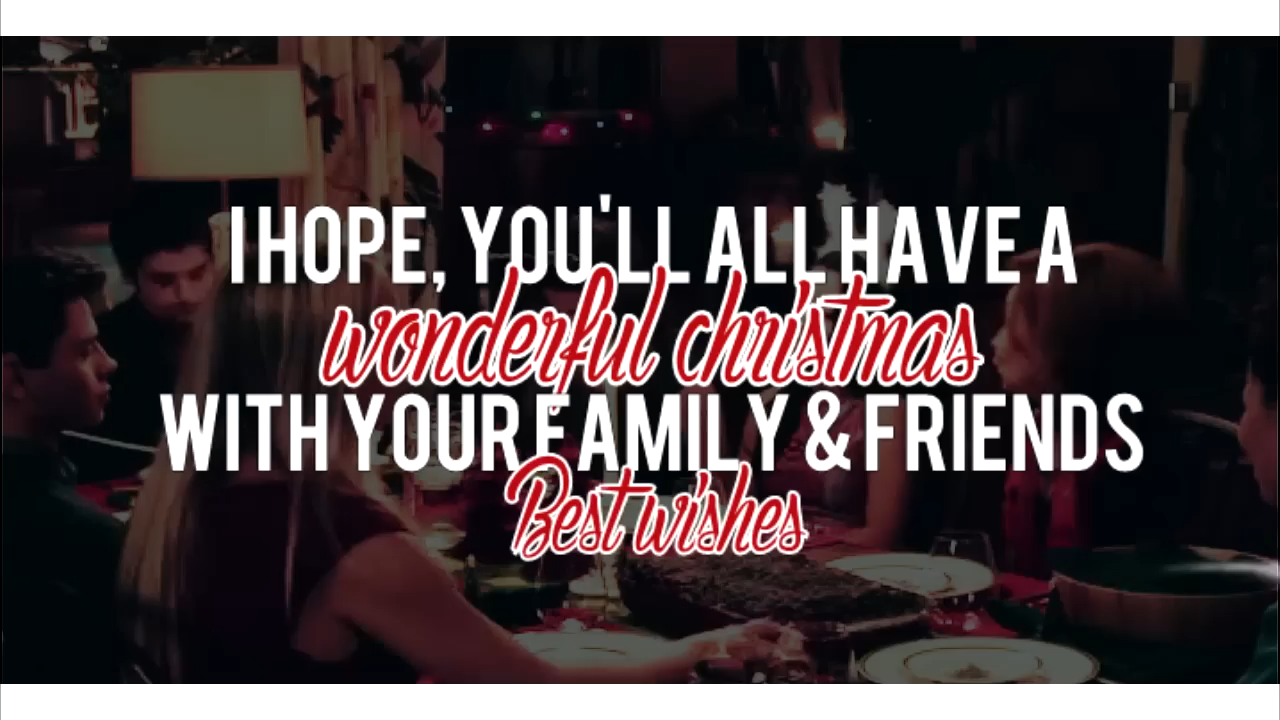 I HOPE, YOU'LL ALL HAVE A
wonderful christmas
WITH YOUR FAMILY & FRIENDS
Best wishes